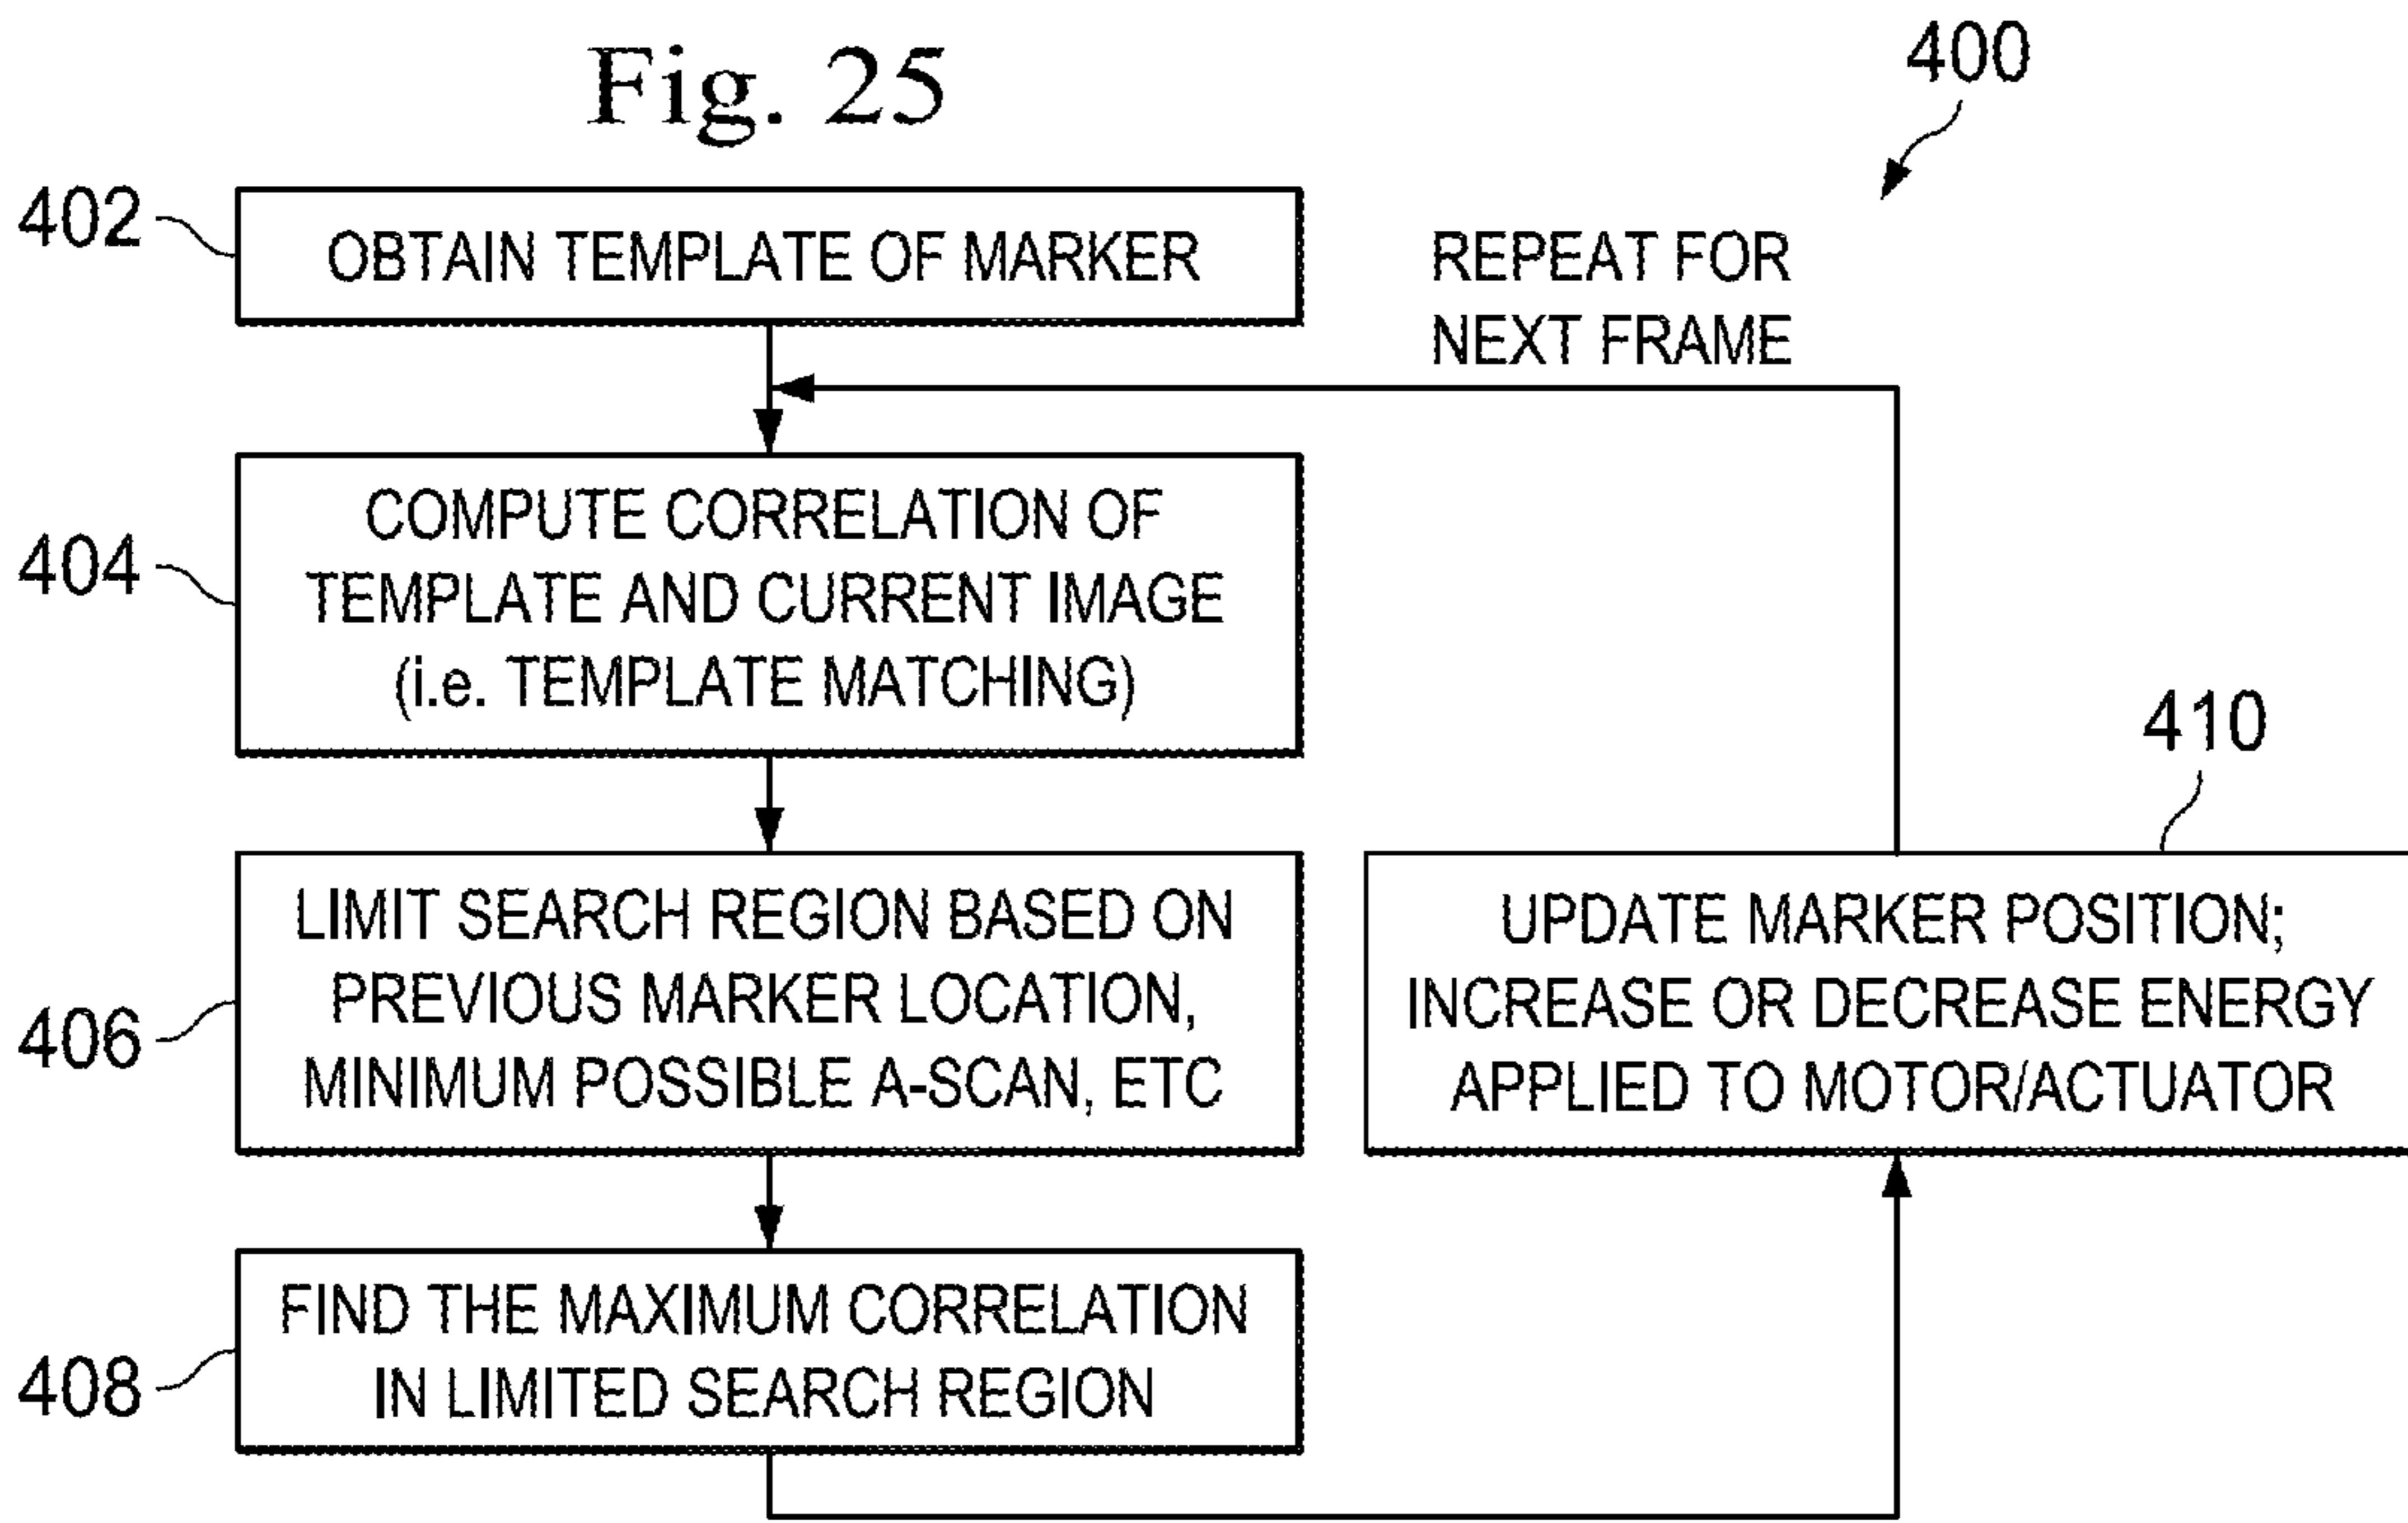 Fig. 25
400
402
OBTAIN TEMPLATE OF MARKER
REPEAT FOR
NEXT FRAME
404
COMPUTE CORRELATION OF
TEMPLATE AND CURRENT IMAGE
(i.e. TEMPLATE MATCHING)
406
LIMIT SEARCH REGION BASED ON
PREVIOUS MARKER LOCATION,
MINIMUM POSSIBLE A-SCAN, ETC
410
UPDATE MARKER POSITION;
INCREASE OR DECREASE ENERGY
APPLIED TO MOTOR/ACTUATOR
408
FIND THE MAXIMUM CORRELATION
IN LIMITED SEARCH REGION